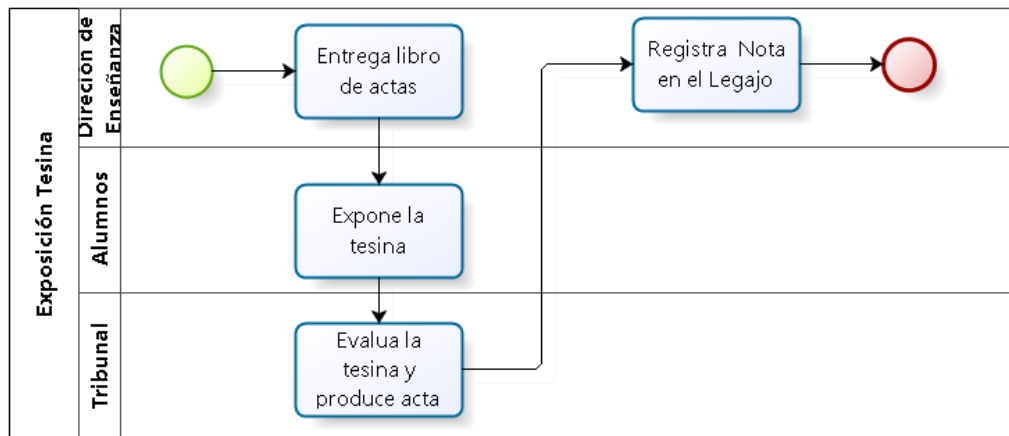 Exposición Tesina
Direcion de
Enseñanza
Entrega libro
de actas
Registra Nota
en el Legajo
Alumnos
Expone la
tesina
Tribunal
Evalua la
tesina y
produce acta